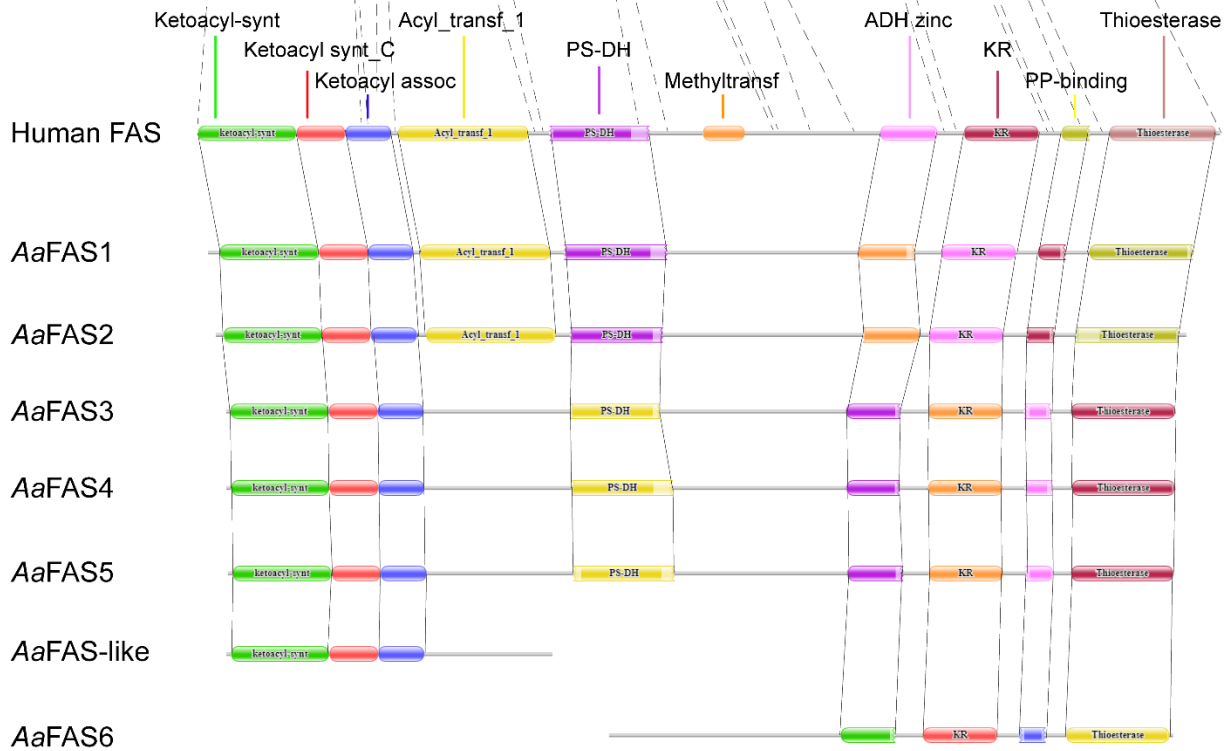 Ketoacyl-synt Acyl_transf_1 ADH zinc Thioesterase
Ketoacyl synt_C PS-DH KR
Ketoacyl assoc Methyltransf PP-binding
Human FAS ketoacyl-synt Acyl_transf_1 PS-DH KR Thioesterase
AaFAS1 ketoacyl-synt Acyl_transf_1 PS-DH KR Thioesterase
AaFAS2 ketoacyl-synt Acyl_transf_1 PS-DH KR Thioesterase
AaFAS3 ketoacyl-synt PS-DH KR Thioesterase
AaFAS4 ketoacyl-synt PS-DH KR Thioesterase
AaFAS5 ketoacyl-synt PS-DH KR Thioesterase
AaFAS-like ketoacyl-synt
AaFAS6 KR Thioesterase